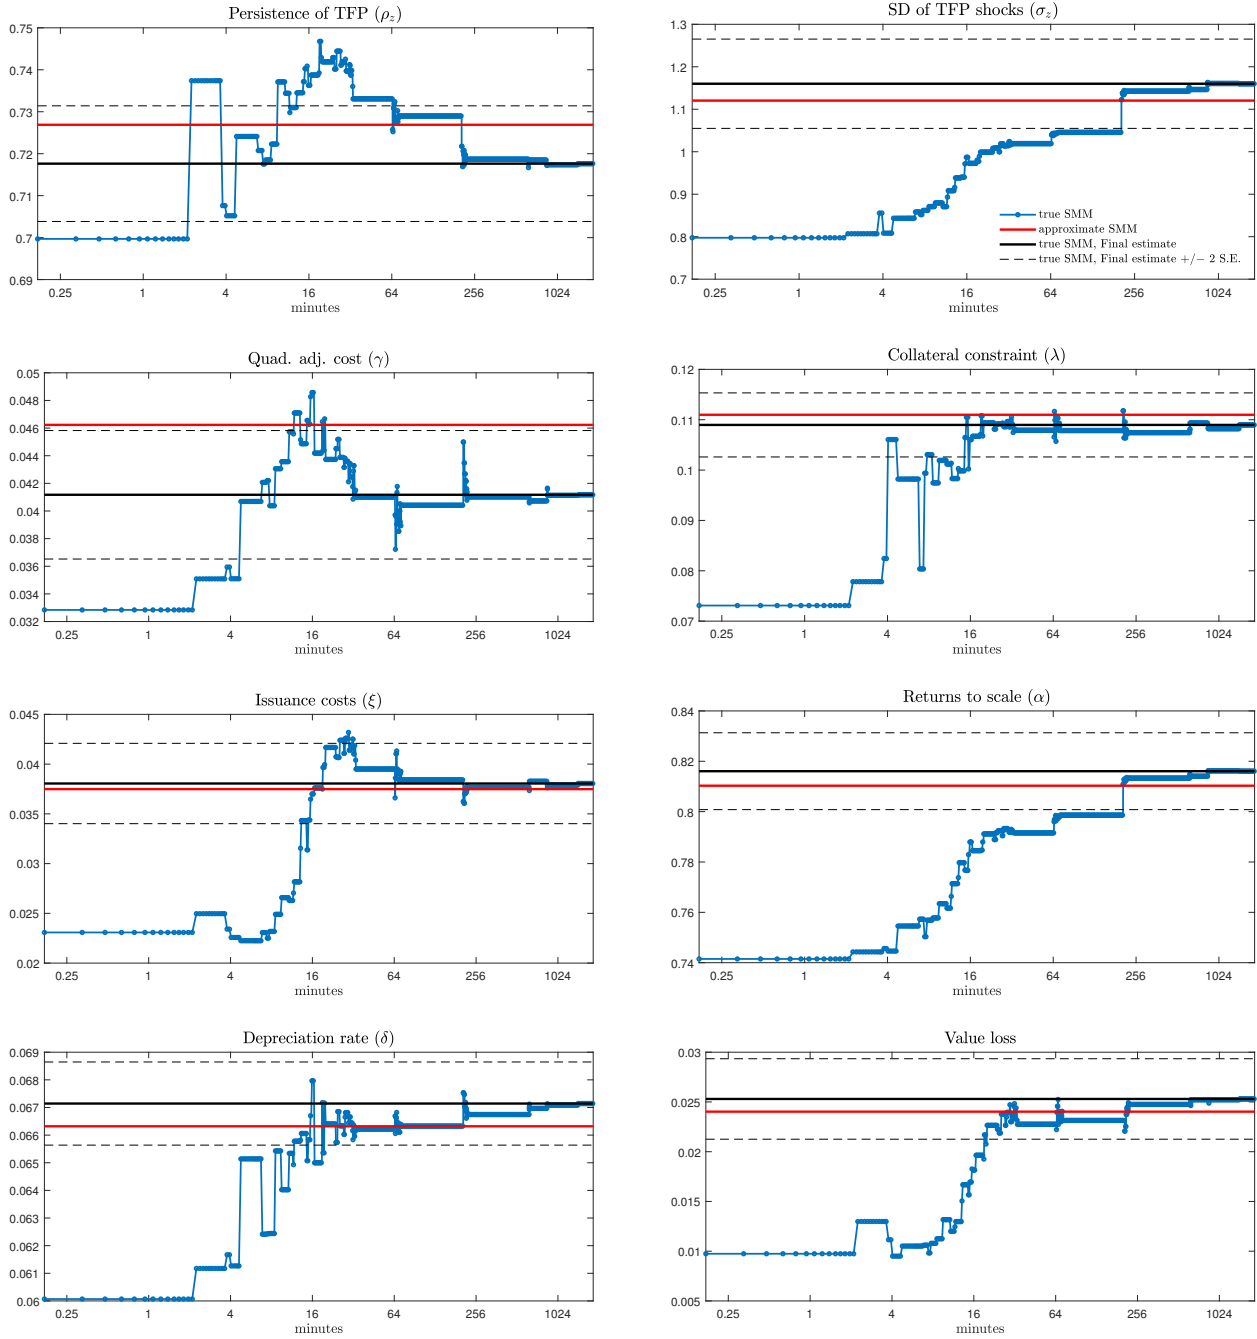 Persistence of TFP (ρz)
0.75
0.74
0.73
0.72
0.71
0.7
0.69
0.25 1 4 16 64 256 1024
minutes
SD of TFP shocks (σz)
1.3
1.2
1.1
1
0.9
0.8
0.7
true SMM
approximate SMM
true SMM, Final estimate
true SMM, Final estimate +/− 2 S.E.
0.25 1 4 16 64 256 1024
minutes
Quad. adj. cost (γ)
0.05
0.048
0.046
0.044
0.042
0.04
0.038
0.036
0.034
0.032
0.25 1 4 16 64 256 1024
minutes
Collateral constraint (λ)
0.12
0.11
0.1
0.09
0.08
0.07
0.25 1 4 16 64 256 1024
minutes
Issuance costs (ξ)
0.045
0.04
0.035
0.03
0.025
0.02
0.25 1 4 16 64 256 1024
minutes
Returns to scale (α)
0.84
0.82
0.8
0.78
0.76
0.74
0.25 1 4 16 64 256 1024
minutes
Depreciation rate (δ)
0.069
0.068
0.067
0.066
0.065
0.064
0.063
0.062
0.061
0.06
0.25 1 4 16 64 256 1024
minutes
Value loss
0.03
0.025
0.02
0.015
0.01
0.005
0.25 1 4 16 64 256 1024
minutes